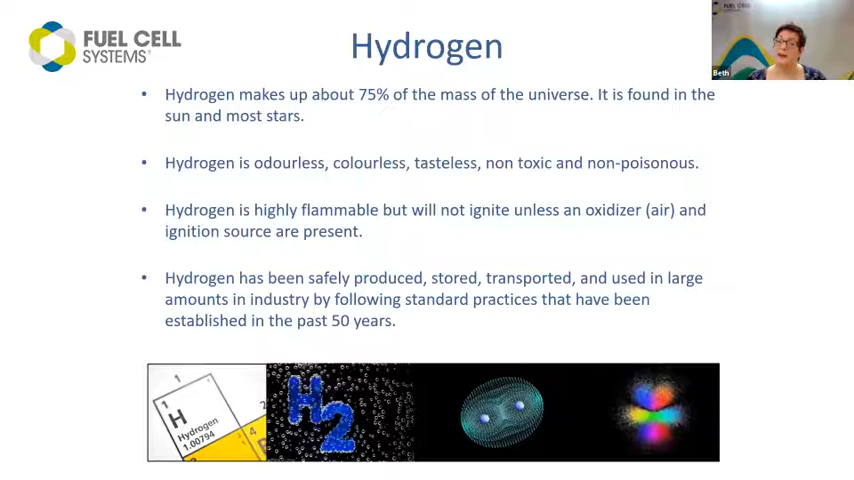 FUEL CELL
SYSTEMS
Hydrogen
Beth
• Hydrogen makes up about 75% of the mass of the universe. It is found in the
sun and most stars.
• Hydrogen is odourless, colourless, tasteless, non toxic and non-poisonous.
• Hydrogen is highly flammable but will not ignite unless an oxidizer (air) and
ignition source are present.
• Hydrogen has been safely produced, stored, transported, and used in large
amounts in industry by following standard practices that have been
established in the past 50 years.
1
1
H
Hydrogen
1.00794
2
4
H2